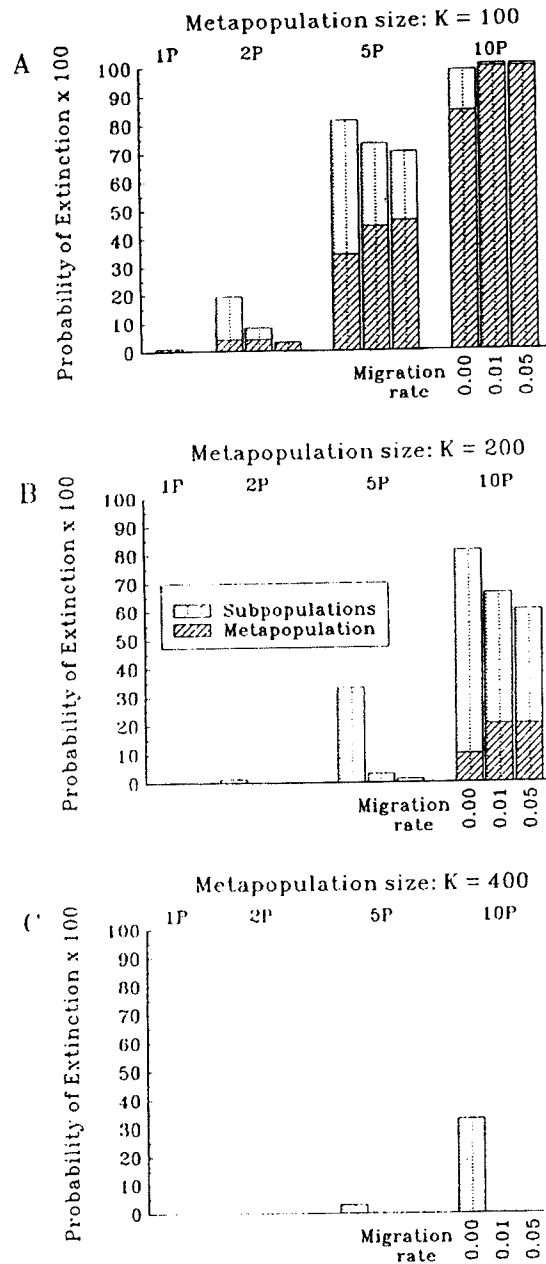 Metapopulation size: K = 100
A
1P 2P 5P 10P
Probability of Extinction x 100
100
90
80
70
60
50
40
30
20
10
0
Migration rate
0.00
0.01
0.05
Metapopulation size: K = 200
B
1P 2P 5P 10P
Probability of Extinction x 100
100
90
80
70
60
50
40
30
20
10
0
Subpopulations
Metapopulation
Migration rate
0.00
0.01
0.05
Metapopulation size: K = 400
C
1P 2P 5P 10P
Probability of Extinction x 100
100
90
80
70
60
50
40
30
20
10
0
Migration rate
0.00
0.01
0.05